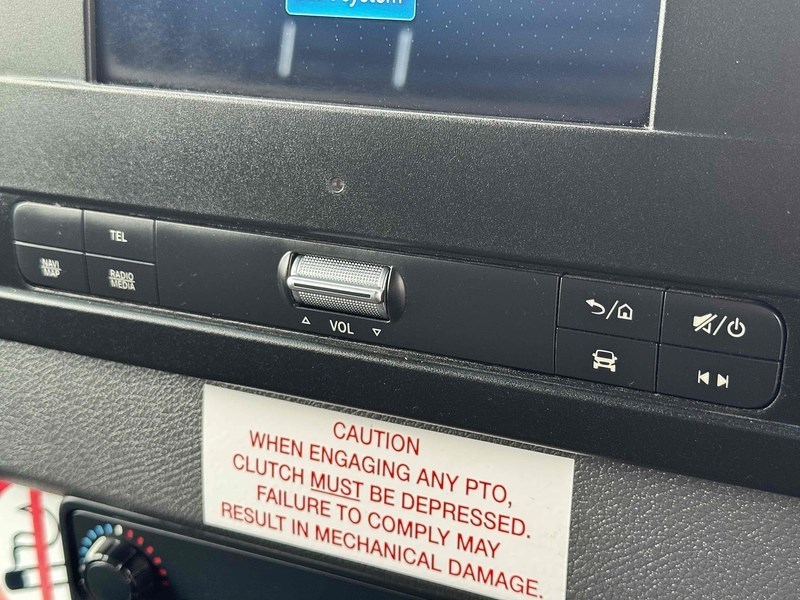 system
TEL
NAVI
MAP
RADIO
MEDIA
VOL
CAUTION
WHEN ENGAGING ANY PTO,
CLUTCH MUST BE DEPRESSED.
FAILURE TO COMPLY MAY
RESULT IN MECHANICAL DAMAGE.